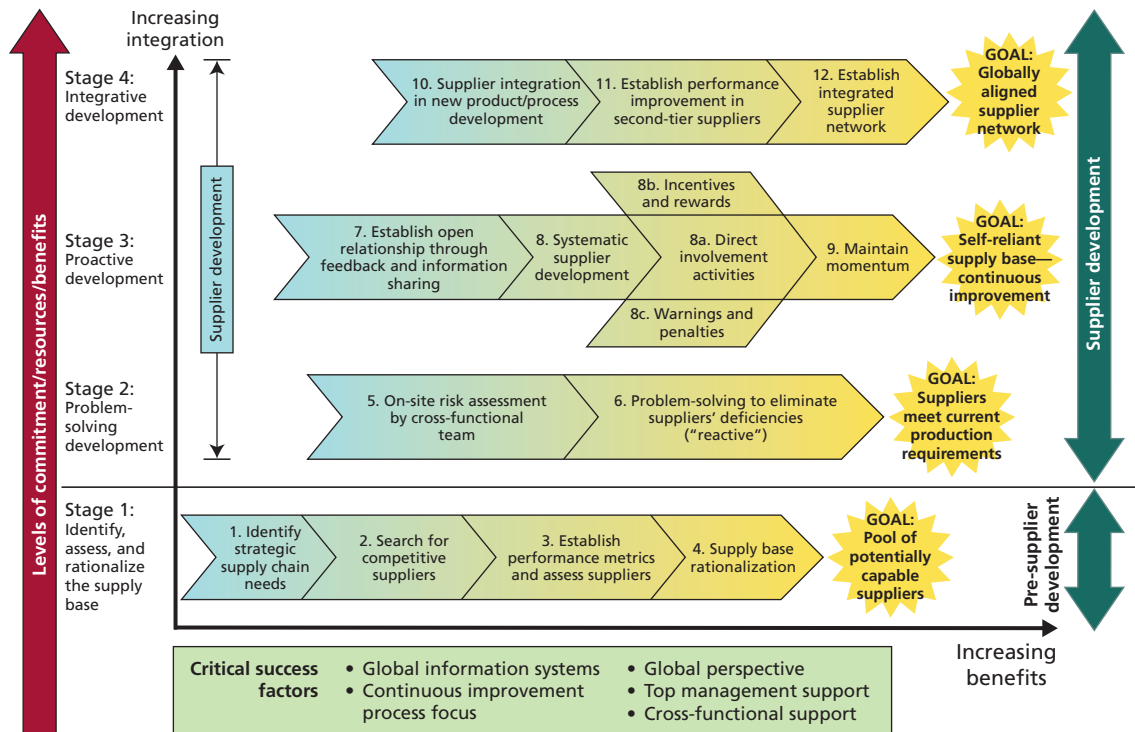 Increasing
integration
Levels of commitment/resources/benefits
Stage 4:
Integrative
development
10. Supplier integration
in new product/process
development
11. Establish performance
improvement in
second-tier suppliers
12. Establish
integrated
supplier
network
GOAL:
Globally
aligned
supplier
network
Supplier development
Stage 3:
Proactive
development
7. Establish open
relationship through
feedback and information
sharing
8. Systematic
supplier
development
8b. Incentives
and rewards
8a. Direct
involvement
activities
8c. Warnings and
penalties
9. Maintain
momentum
GOAL:
Self-reliant
supply base—
continuous
improvement
Supplier development
Stage 2:
Problem-
solving
development
5. On-site risk assessment
by cross-functional
team
6. Problem-solving to eliminate
suppliers’ deficiencies
(“reactive”)
GOAL:
Suppliers
meet current
production
requirements
Stage 1:
Identify,
assess, and
rationalize
the supply
base
1. Identify
strategic
supply chain
needs
2. Search for
competitive
suppliers
3. Establish
performance metrics
and assess suppliers
4. Supply base
rationalization
GOAL:
Pool of
potentially
capable
suppliers
Pre-supplier
development
Increasing
benefits
Critical success
factors
• Global information systems
• Continuous improvement
process focus
• Global perspective
• Top management support
• Cross-functional support